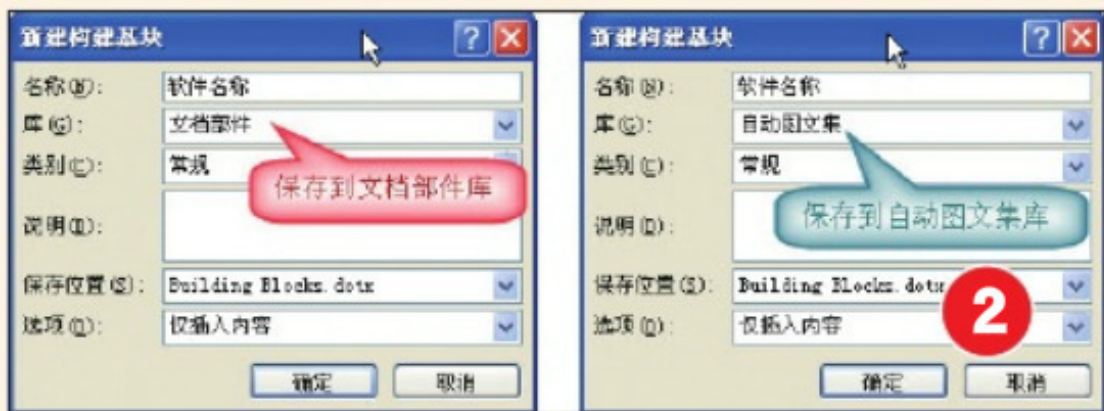 新建构建基块
名称(N):
软件名称
库(G):
文档部件
类别(C):
常规
保存到文档部件库
说明(D):
保存位置(S):
Building Blocks.dotx
选项(O):
仅插入内容
确定
取消
新建构建基块
名称(N):
软件名称
库(G):
自动图文集
类别(C):
常规
保存到自动图文集库
说明(D):
保存位置(S):
Building Blocks.dotx
选项(O):
仅插入内容
确定
取消
2